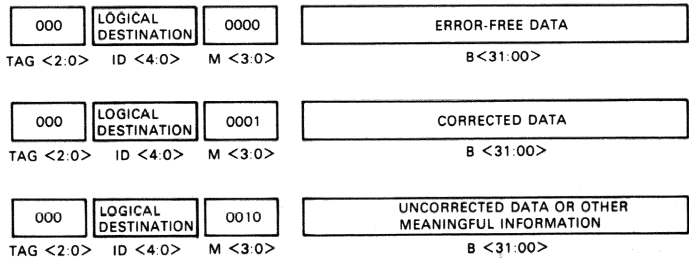 000 LOGICAL DESTINATION 0000 ERROR-FREE DATA
TAG <2:0> ID <4:0> M <3:0> B<31:00>
000 LOGICAL DESTINATION 0001 CORRECTED DATA
TAG <2:0> ID <4:0> M <3:0> B <31:00>
000 LOGICAL DESTINATION 0010 UNCORRECTED DATA OR OTHER MEANINGFUL INFORMATION
TAG <2:0> ID <4:0> M <3:0> B <31:00>